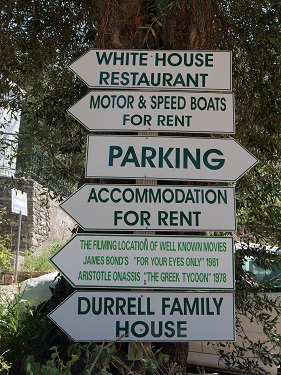 WHITE HOUSE
RESTAURANT
MOTOR & SPEED BOATS
FOR RENT
PARKING
ACCOMMODATION
FOR RENT
THE FILMING LOCATION OF WELL KNOWN MOVIES
JAMES BOND'S "FOR YOUR EYES ONLY" 1981
ARISTOTLE ONASSIS "THE GREEK TYCOON" 1978
DURRELL FAMILY
HOUSE